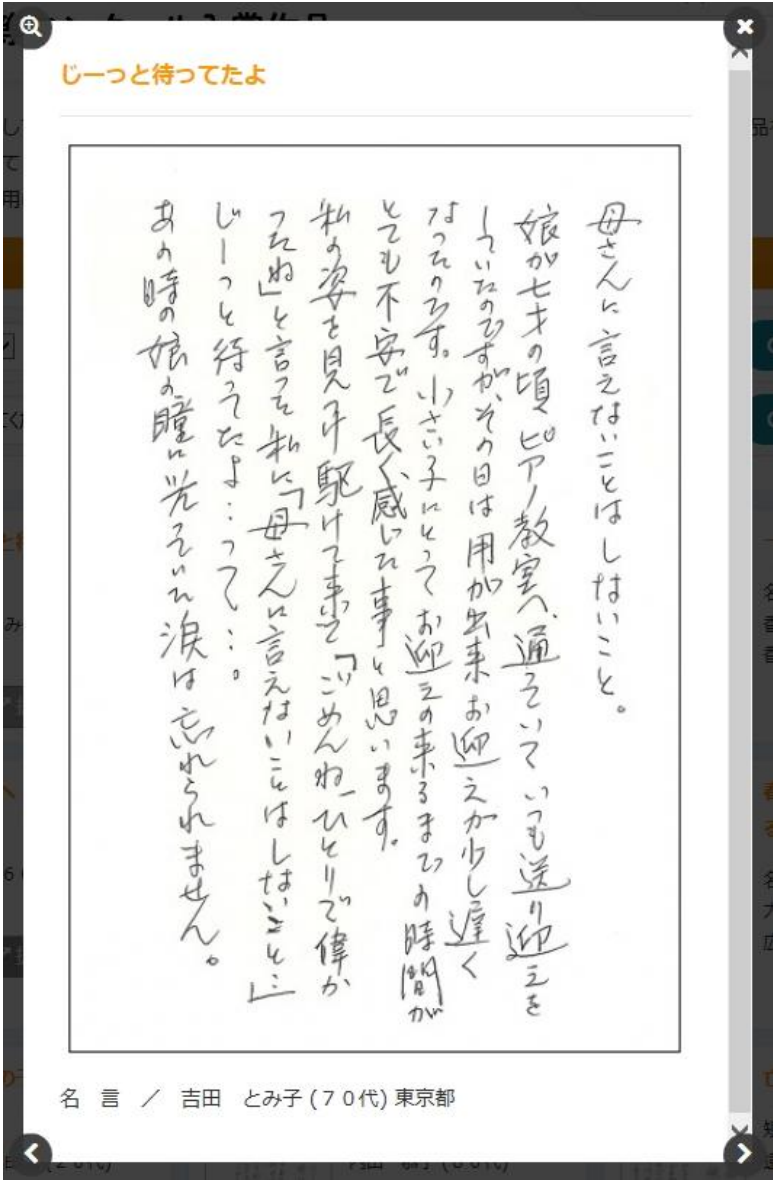 じーっと待ってたよ
母さんに言えないことはしないこと。
娘が七才の頃、ピアノ教室へ、通っていて いつも送り迎えを
していたのですが、その日は用が出来お迎えが少し遅く
なったのです。小さい子にとって お迎えの来るまでの時間が
とても不安で長く感じた事と思います。
私の姿を見つけ駆けて来て「ごめんね、ひとりで偉か
ったね」と言って私に「母さんに言えないことはしないこと…」
じーっと待ってたよ…って…。
あの時の娘の瞳に光っていた涙は忘れられません。
名 言 ／ 吉田 とみ子 (７０代) 東京都